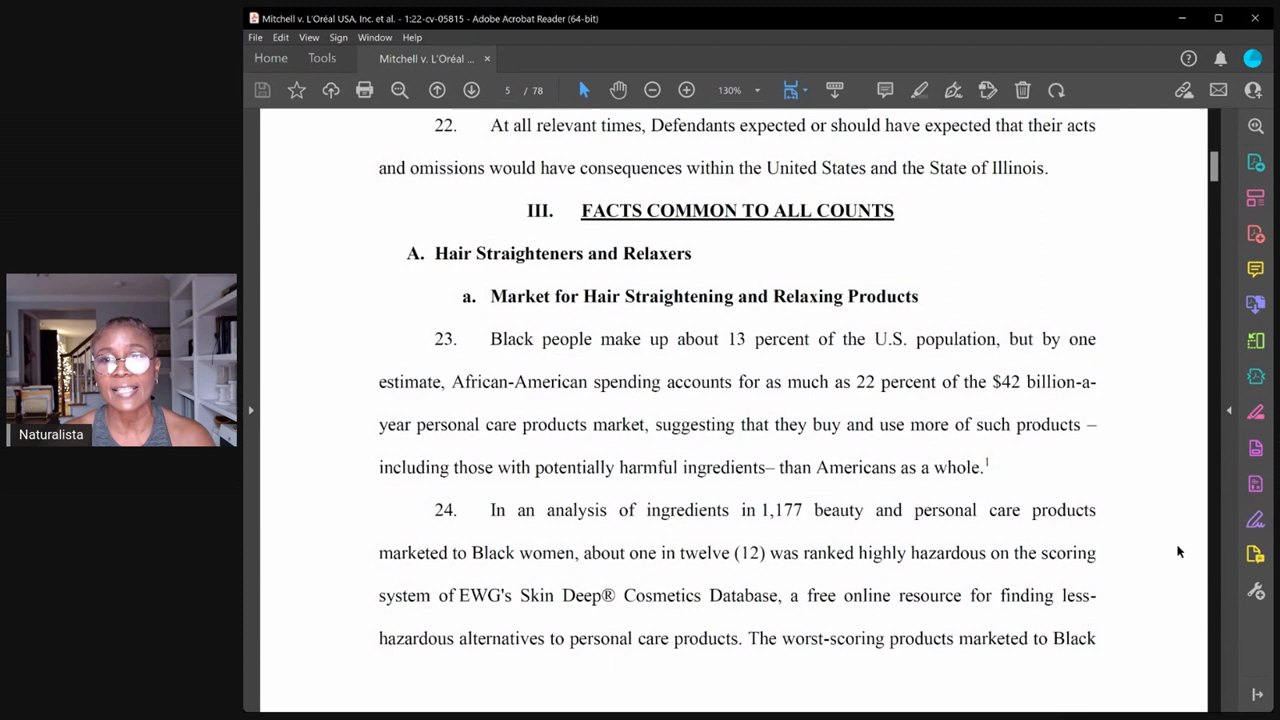 Mitchell v. L'Oréal USA, Inc. et al. - 1:22-cv-05815 - Adobe Acrobat Reader (64-bit)
File Edit View Sign Window Help
Home Tools Mitchell v. L'Oréal ... ×
5 / 78 130%
22. At all relevant times, Defendants expected or should have expected that their acts
and omissions would have consequences within the United States and the State of Illinois.
III. FACTS COMMON TO ALL COUNTS
A. Hair Straighteners and Relaxers
a. Market for Hair Straightening and Relaxing Products
23. Black people make up about 13 percent of the U.S. population, but by one
estimate, African-American spending accounts for as much as 22 percent of the $42 billion-a-
year personal care products market, suggesting that they buy and use more of such products –
including those with potentially harmful ingredients– than Americans as a whole.1
24. In an analysis of ingredients in 1,177 beauty and personal care products
marketed to Black women, about one in twelve (12) was ranked highly hazardous on the scoring
system of EWG's Skin Deep® Cosmetics Database, a free online resource for finding less-
hazardous alternatives to personal care products. The worst-scoring products marketed to Black
Naturalista